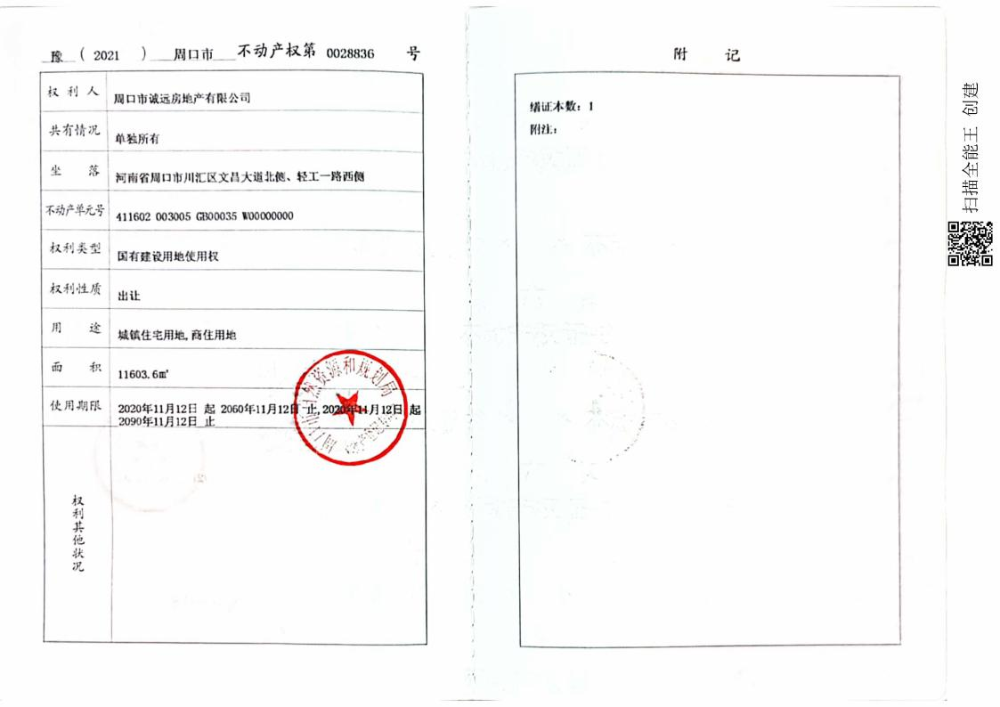 豫 ( 2021 ) 周口市 不动产权第 0028836 号
权利人 周口市诚远房地产有限公司
共有情况 单独所有
坐落 河南省周口市川汇区文昌大道北侧、轻工一路西侧
不动产单元号 411602 003005 GB00035 W00000000
权利类型 国有建设用地使用权
权利性质 出让
用途 城镇住宅用地,商住用地
面积 11603.6㎡
使用期限 2020年11月12日 起 2060年11月12日 止,2020年11月12日 起
2090年11月12日 止
权利其他状况
周口市自然资源和规划局
附记
缮证本数：1
附注：
扫描全能王 创建